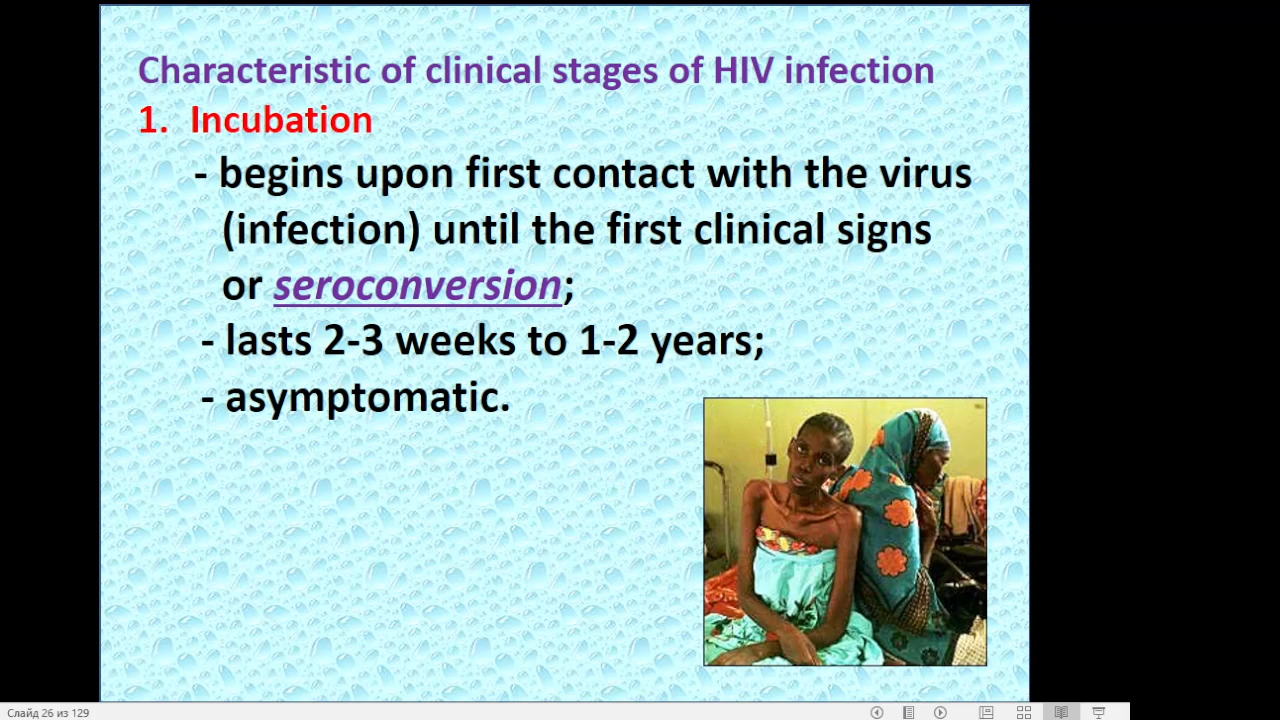 Characteristic of clinical stages of HIV infection
1. Incubation
- begins upon first contact with the virus
(infection) until the first clinical signs
or seroconversion;
- lasts 2-3 weeks to 1-2 years;
- asymptomatic.
Слайд 26 из 129